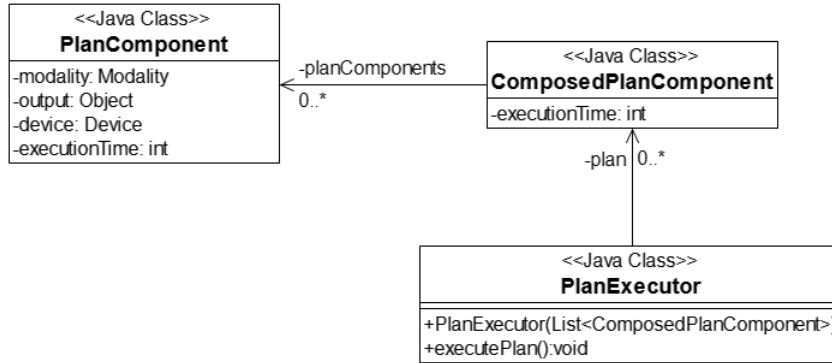 <<Java Class>>
PlanComponent
-modality: Modality
-output: Object
-device: Device
-executionTime: int
-planComponents
0..*
<<Java Class>>
ComposedPlanComponent
-executionTime: int
-plan 0..*
<<Java Class>>
PlanExecutor
+PlanExecutor(List<ComposedPlanComponent>)
+executePlan():void